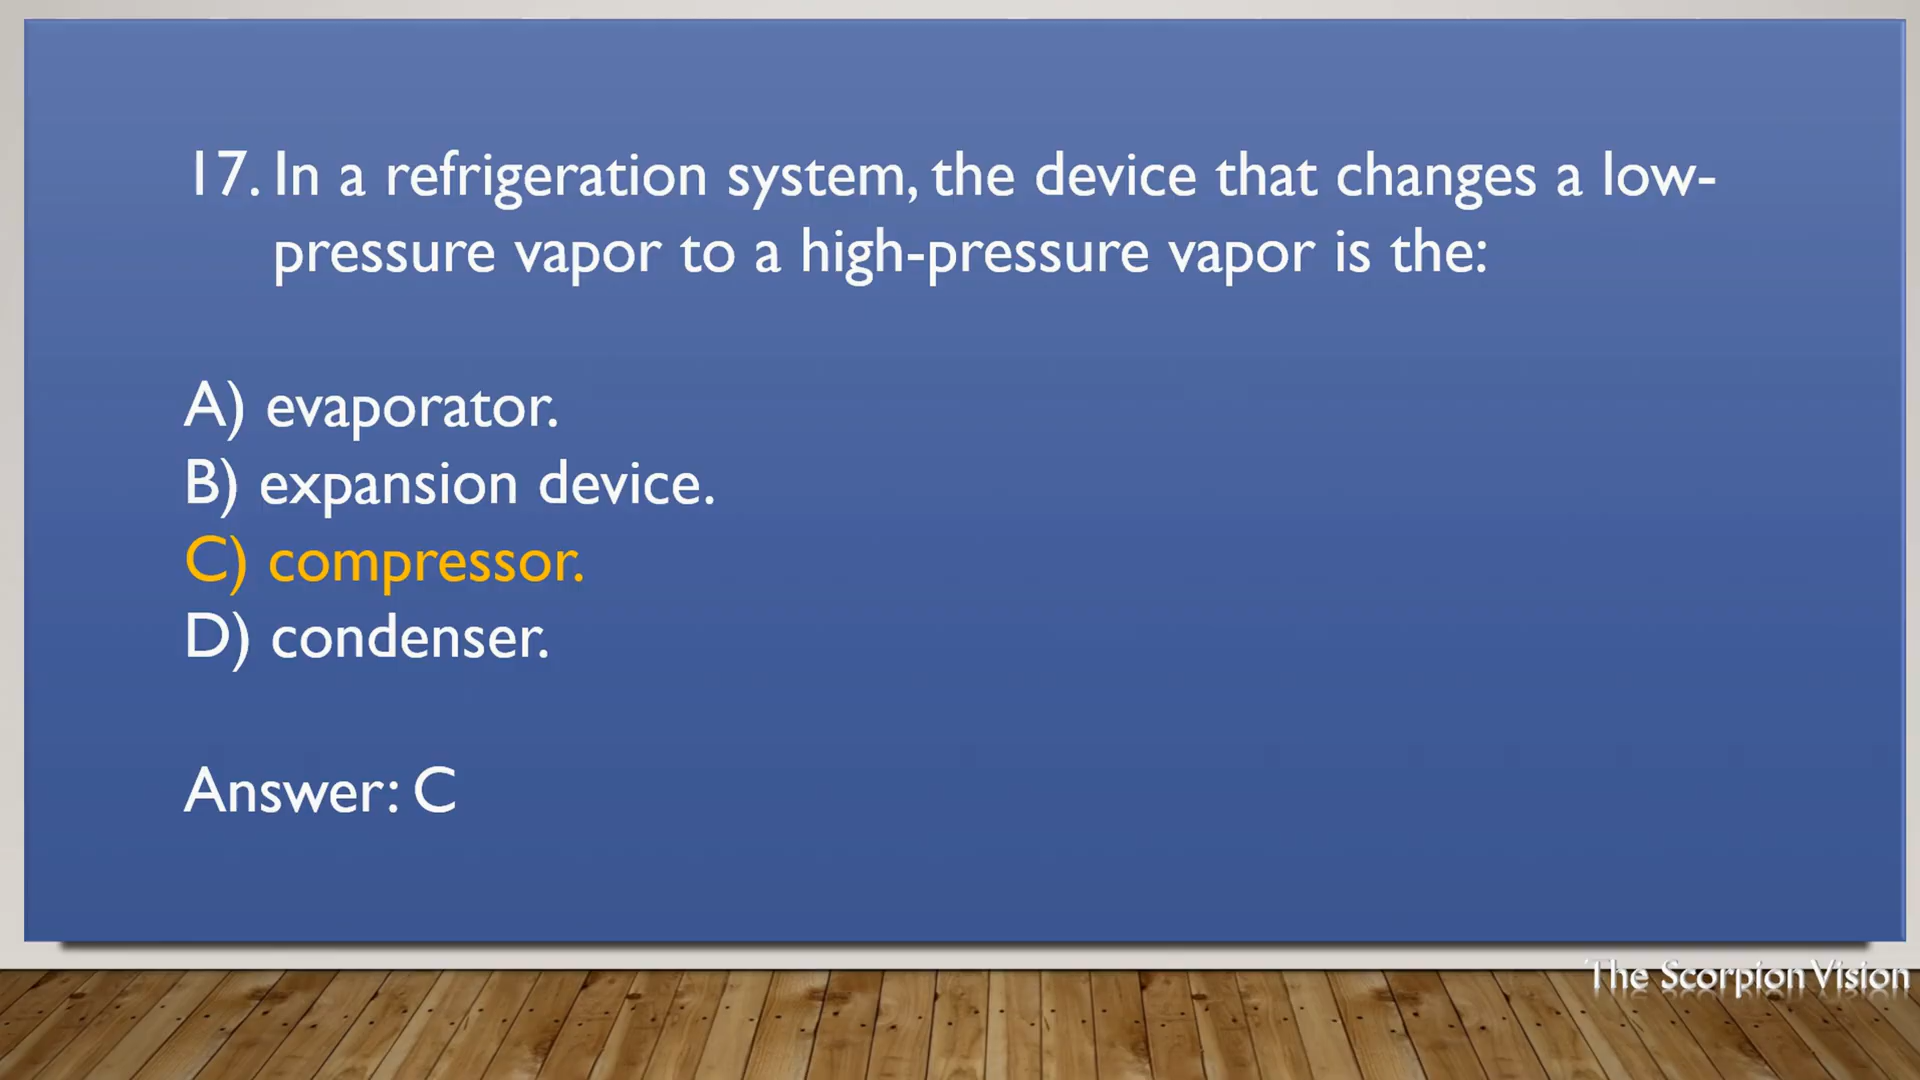 17. In a refrigeration system, the device that changes a low-
pressure vapor to a high-pressure vapor is the:
A) evaporator.
B) expansion device.
C) compressor.
D) condenser.
Answer: C
The Scorpion Vision